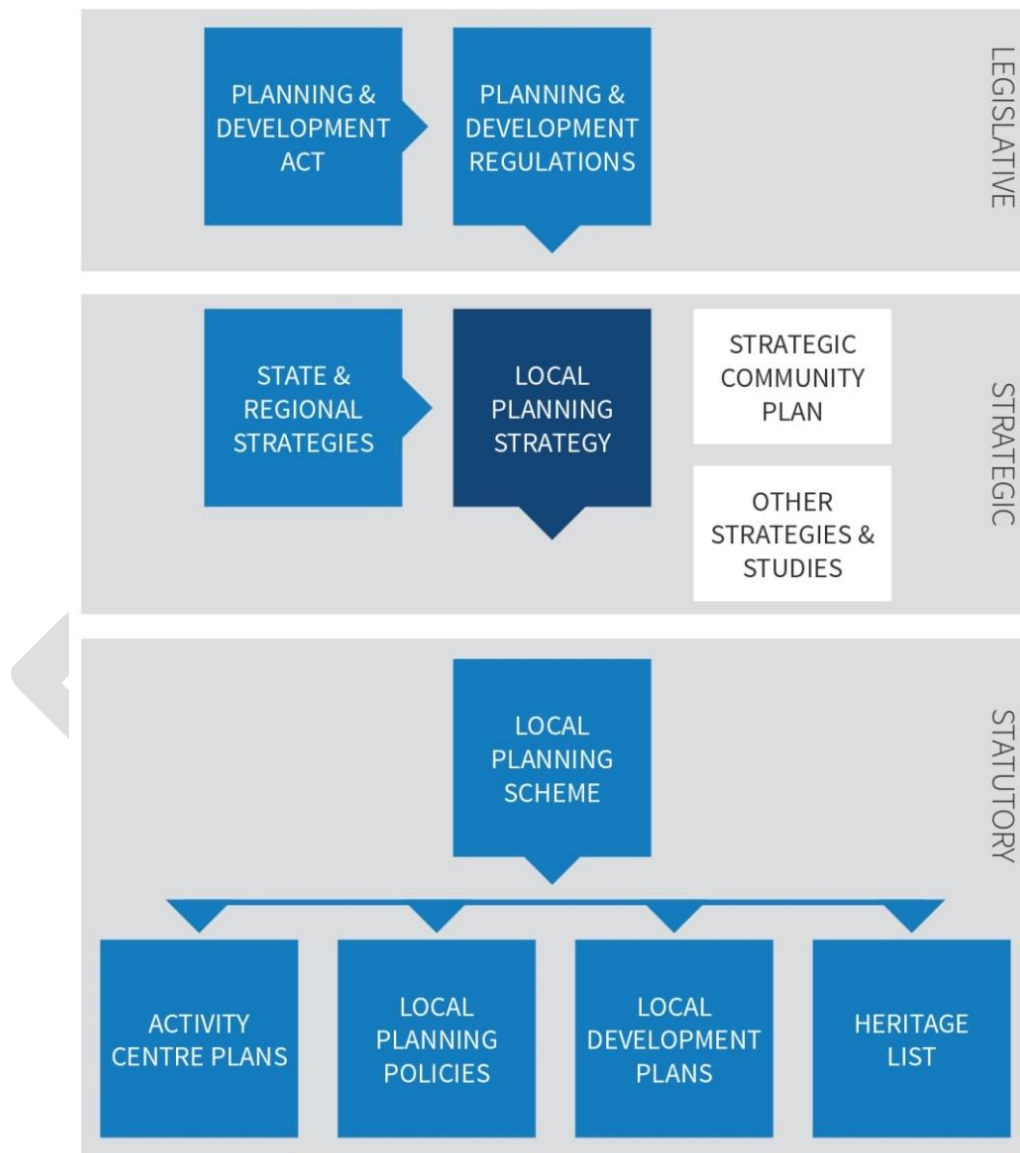 PLANNING &
DEVELOPMENT
ACT
PLANNING &
DEVELOPMENT
REGULATIONS
LEGISLATIVE
STATE &
REGIONAL
STRATEGIES
LOCAL
PLANNING
STRATEGY
STRATEGIC
COMMUNITY
PLAN
OTHER
STRATEGIES &
STUDIES
STRATEGIC
LOCAL
PLANNING
SCHEME
STATUTORY
ACTIVITY
CENTRE PLANS
LOCAL
PLANNING
POLICIES
LOCAL
DEVELOPMENT
PLANS
HERITAGE
LIST